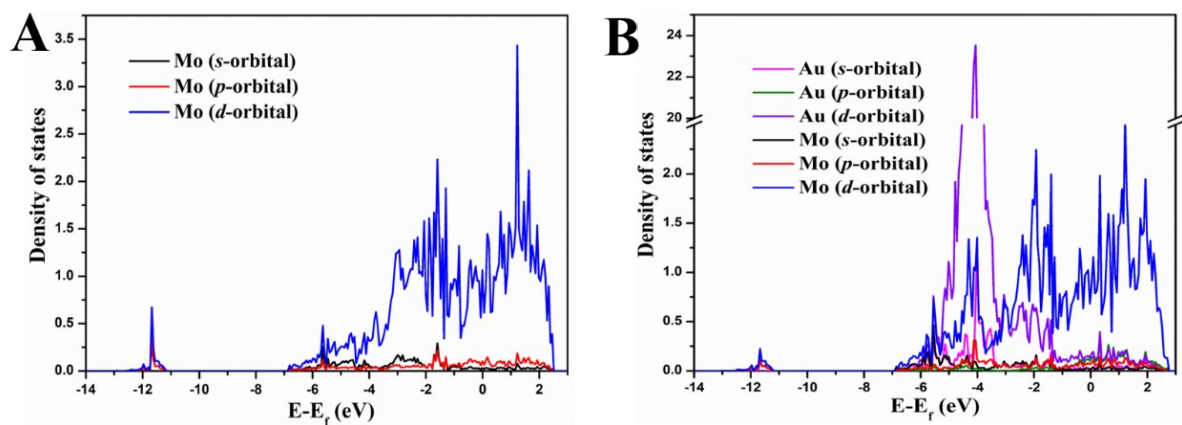 A
3.5
3.0
2.5
2.0
1.5
1.0
0.5
0.0
Density of states
Mo (s-orbital)
Mo (p-orbital)
Mo (d-orbital)
-14 -12 -10 -8 -6 -4 -2 0 2
E-Ef (eV)
B
24
23
22
21
20
2.0
1.5
1.0
0.5
0.0
Density of states
Au (s-orbital)
Au (p-orbital)
Au (d-orbital)
Mo (s-orbital)
Mo (p-orbital)
Mo (d-orbital)
-14 -12 -10 -8 -6 -4 -2 0 2
E-Ef (eV)